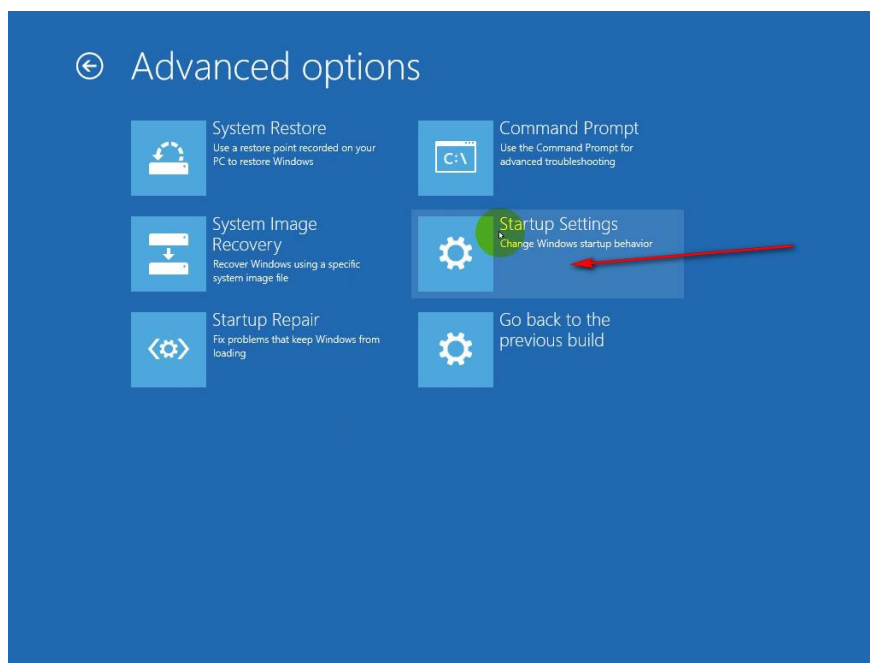 Advanced options
System Restore
Use a restore point recorded on your
PC to restore Windows
C:\
Command Prompt
Use the Command Prompt for
advanced troubleshooting
System Image
Recovery
Recover Windows using a specific
system image file
Startup Settings
Change Windows startup behavior
Startup Repair
Fix problems that keep Windows from
loading
Go back to the
previous build